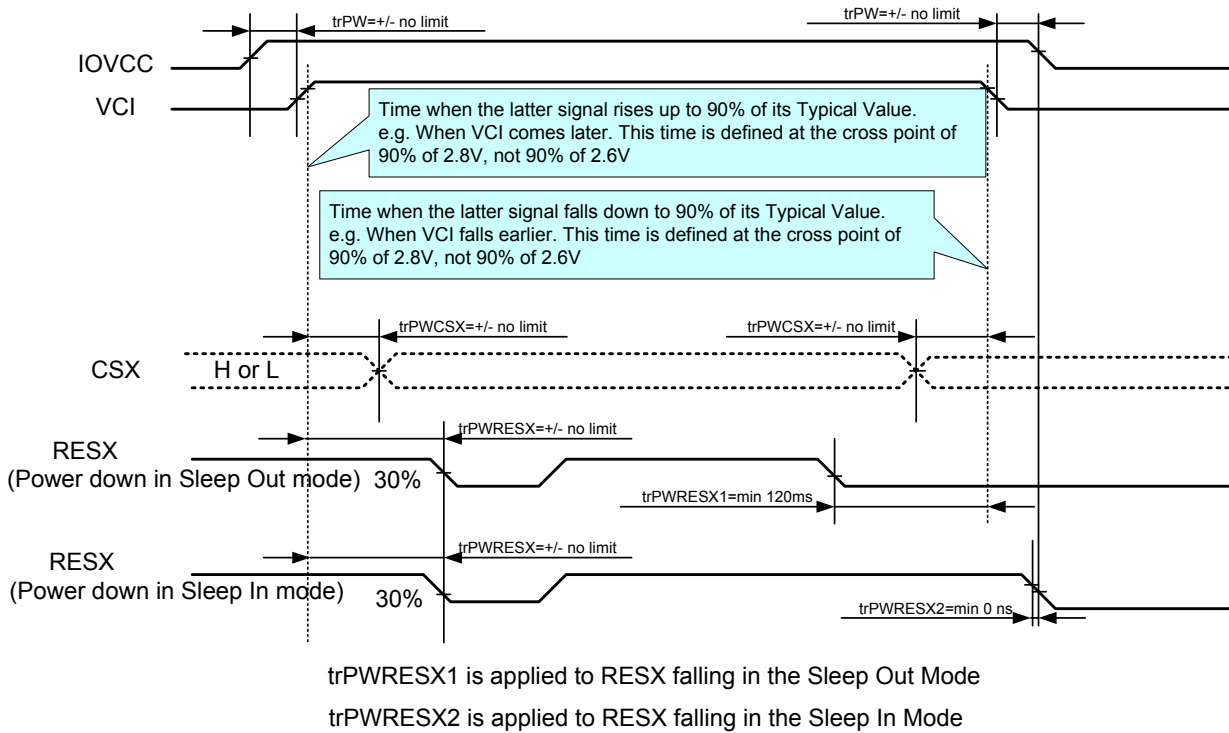 trPW=+/- no limit
trPW=+/- no limit
IOVCC
VCI
Time when the latter signal rises up to 90% of its Typical Value.
e.g. When VCI comes later. This time is defined at the cross point of
90% of 2.8V, not 90% of 2.6V
Time when the latter signal falls down to 90% of its Typical Value.
e.g. When VCI falls earlier. This time is defined at the cross point of
90% of 2.8V, not 90% of 2.6V
trPWCSX=+/- no limit
trPWCSX=+/- no limit
CSX
H or L
trPWRESX=+/- no limit
RESX
(Power down in Sleep Out mode)
30%
trPWRESX1=min 120ms
trPWRESX=+/- no limit
RESX
(Power down in Sleep In mode)
30%
trPWRESX2=min 0 ns
trPWRESX1 is applied to RESX falling in the Sleep Out Mode
trPWRESX2 is applied to RESX falling in the Sleep In Mode